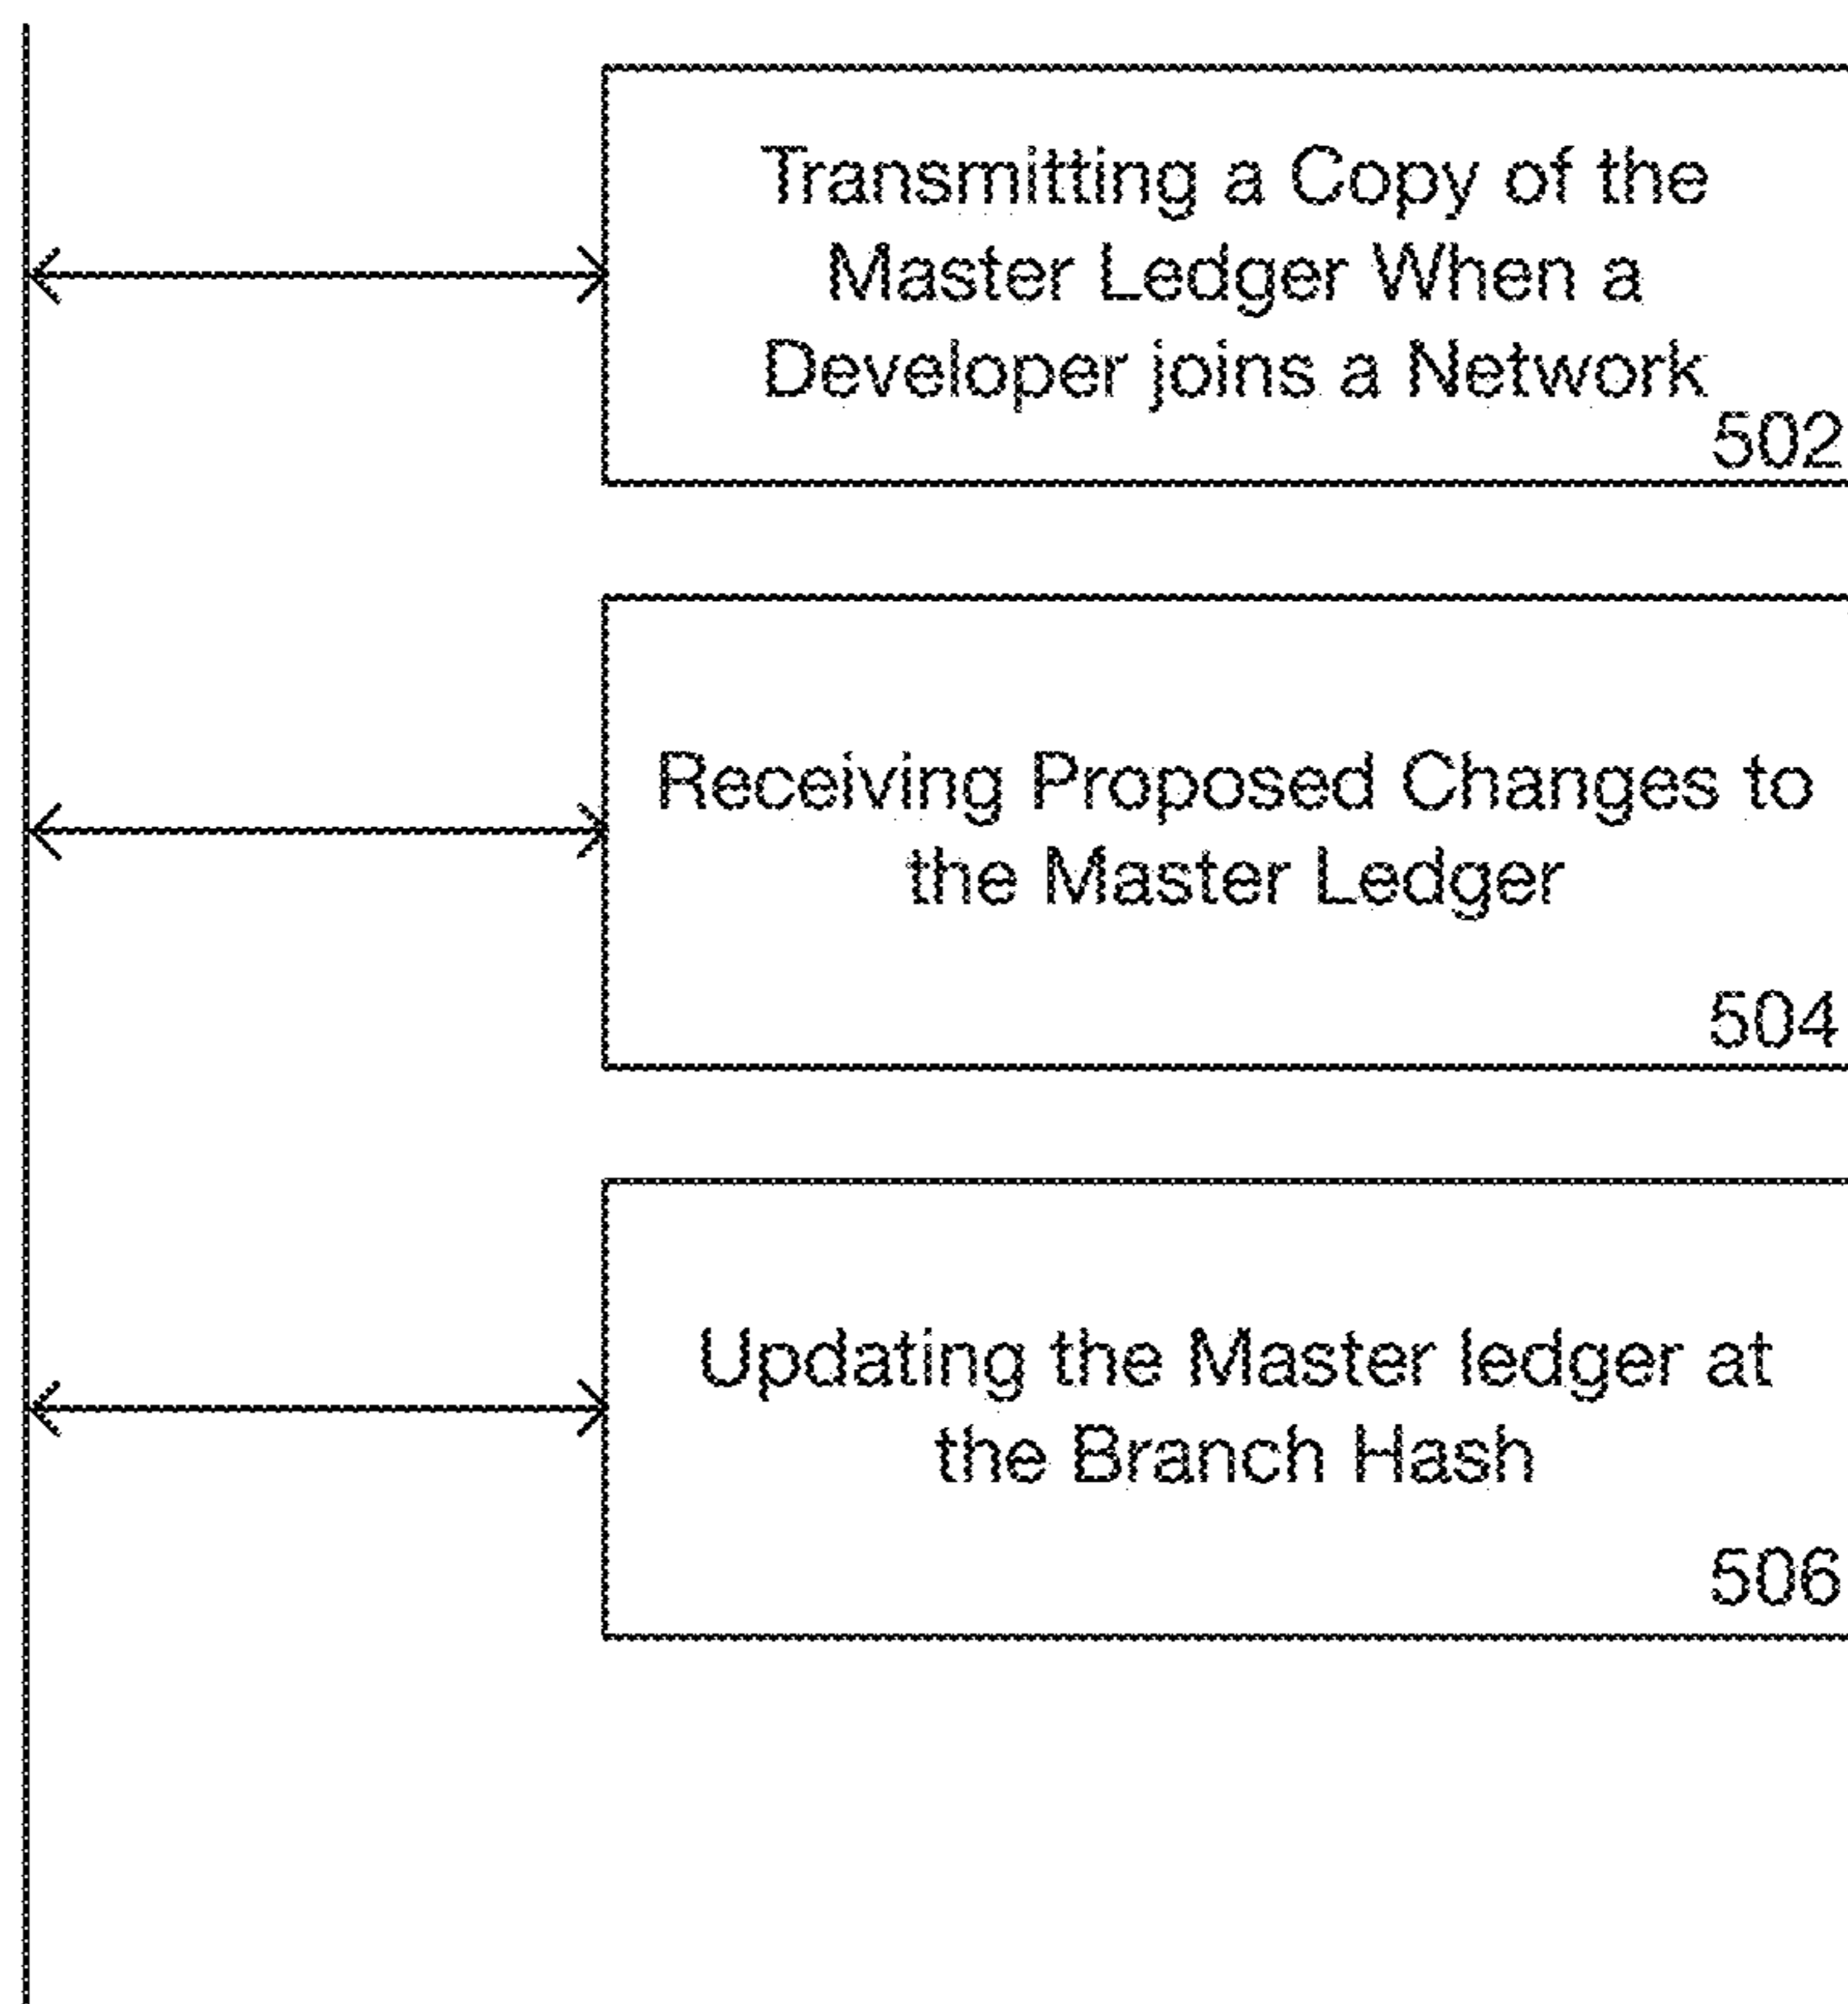 Transmitting a Copy of the
Master Ledger When a
Developer joins a Network
502
Receiving Proposed Changes to
the Master Ledger
504
Updating the Master ledger at
the Branch Hash
506